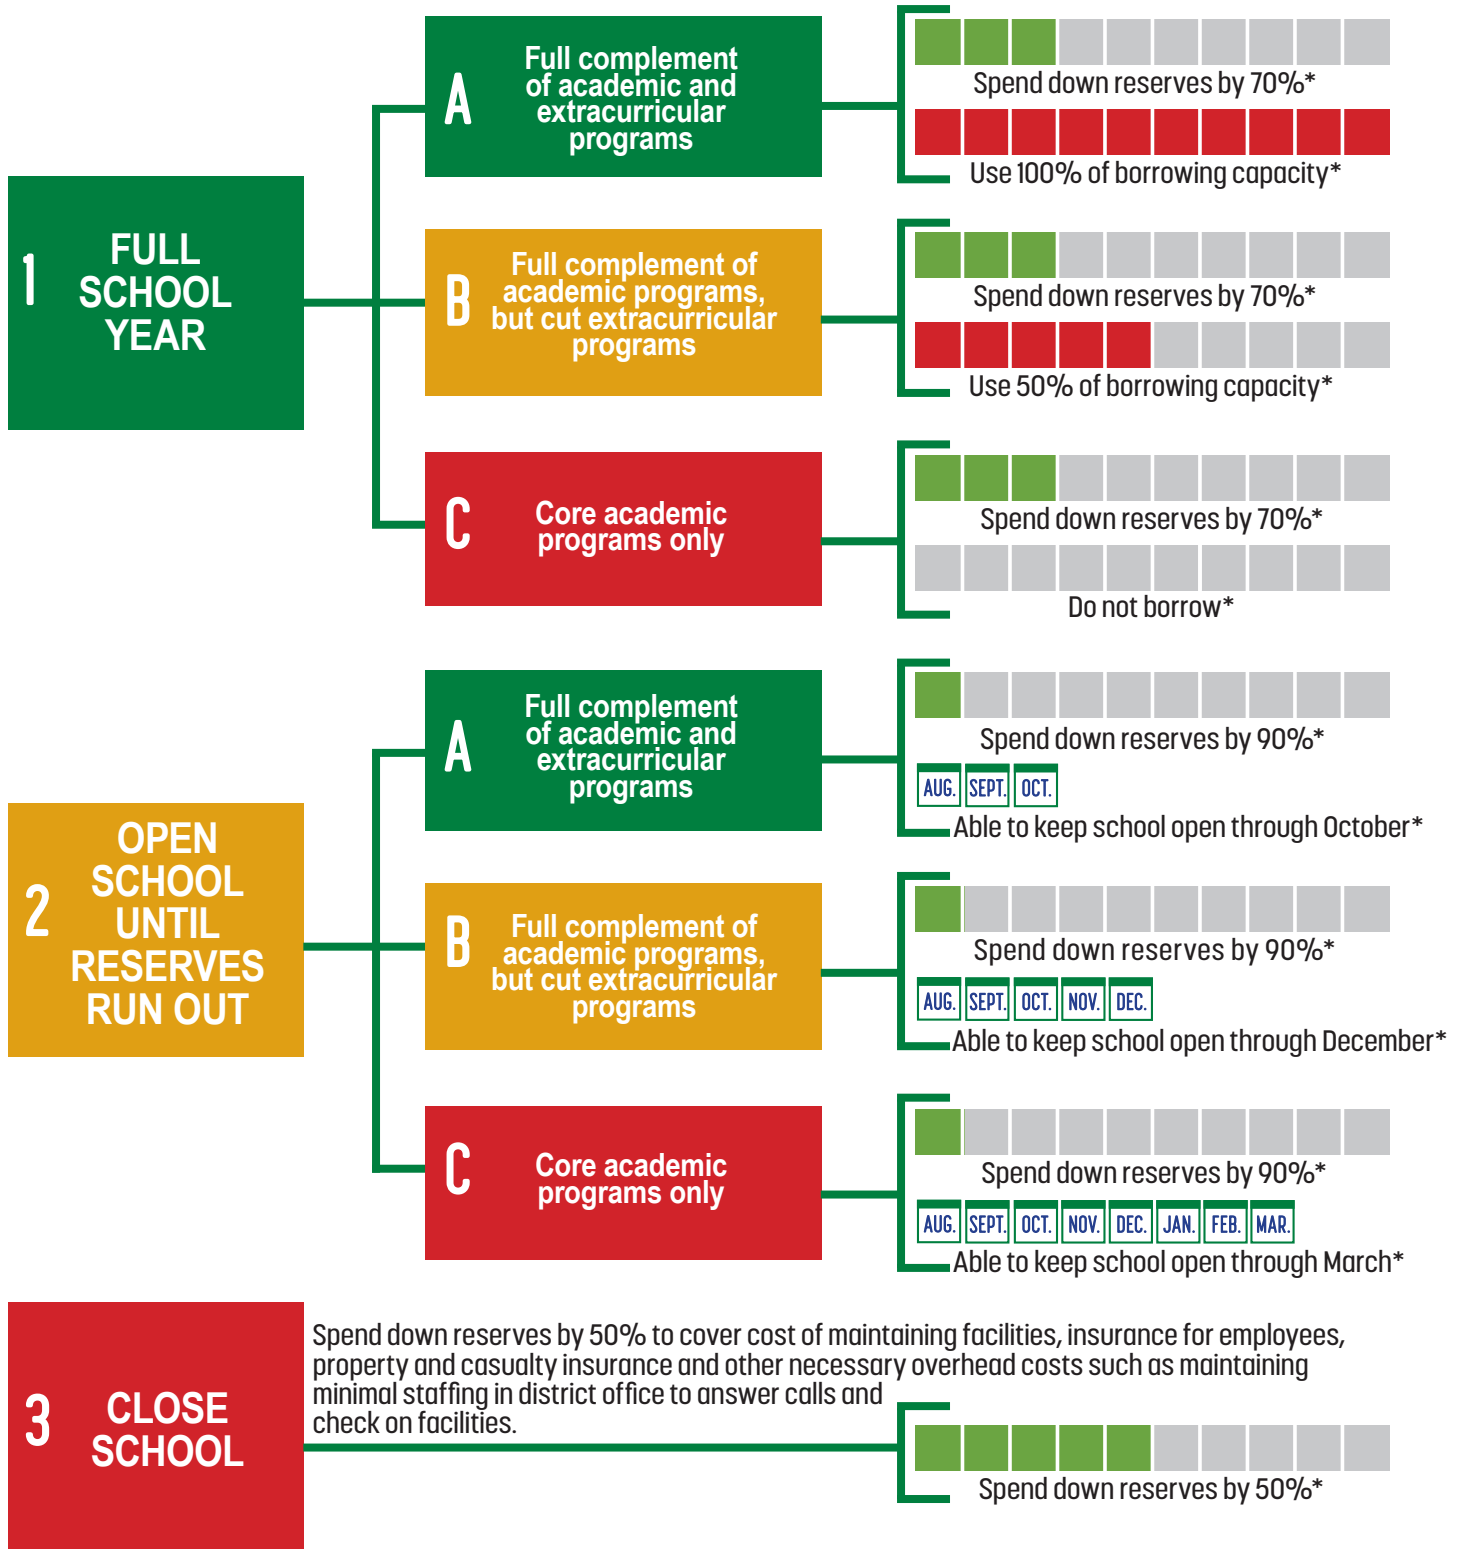 1
FULL
SCHOOL
YEAR
A
Full complement
of academic and
extracurricular
programs
Spend down reserves by 70%*
Use 100% of borrowing capacity*
B
Full complement of
academic programs,
but cut extracurricular
programs
Spend down reserves by 70%*
Use 50% of borrowing capacity*
C
Core academic
programs only
Spend down reserves by 70%*
Do not borrow*
2
OPEN
SCHOOL
UNTIL
RESERVES
RUN OUT
A
Full complement
of academic and
extracurricular
programs
Spend down reserves by 90%*
AUG. SEPT. OCT.
Able to keep school open through October*
B
Full complement of
academic programs,
but cut extracurricular
programs
Spend down reserves by 90%*
AUG. SEPT. OCT. NOV. DEC.
Able to keep school open through December*
C
Core academic
programs only
Spend down reserves by 90%*
AUG. SEPT. OCT. NOV. DEC. JAN. FEB. MAR.
Able to keep school open through March*
3
CLOSE
SCHOOL
Spend down reserves by 50% to cover cost of maintaining facilities, insurance for employees,
property and casualty insurance and other necessary overhead costs such as maintaining
minimal staffing in district office to answer calls and
check on facilities.
Spend down reserves by 50%*